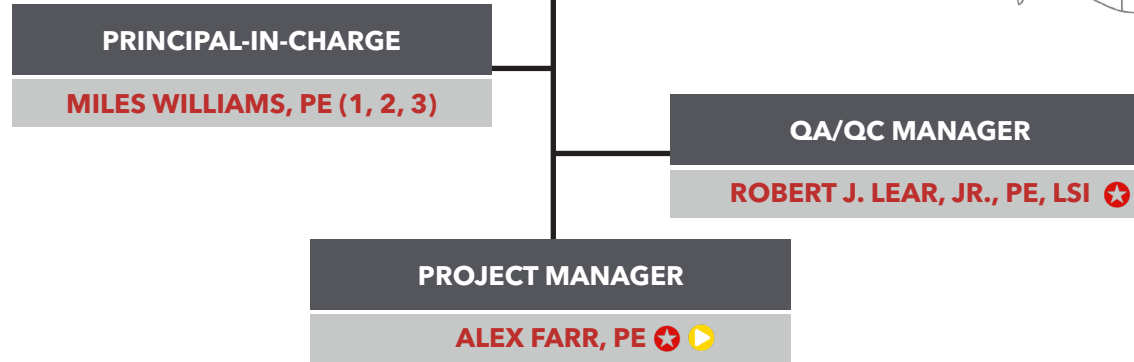 PRINCIPAL-IN-CHARGE
MILES WILLIAMS, PE (1, 2, 3)
QA/QC MANAGER
ROBERT J. LEAR, JR., PE, LSI
PROJECT MANAGER
ALEX FARR, PE